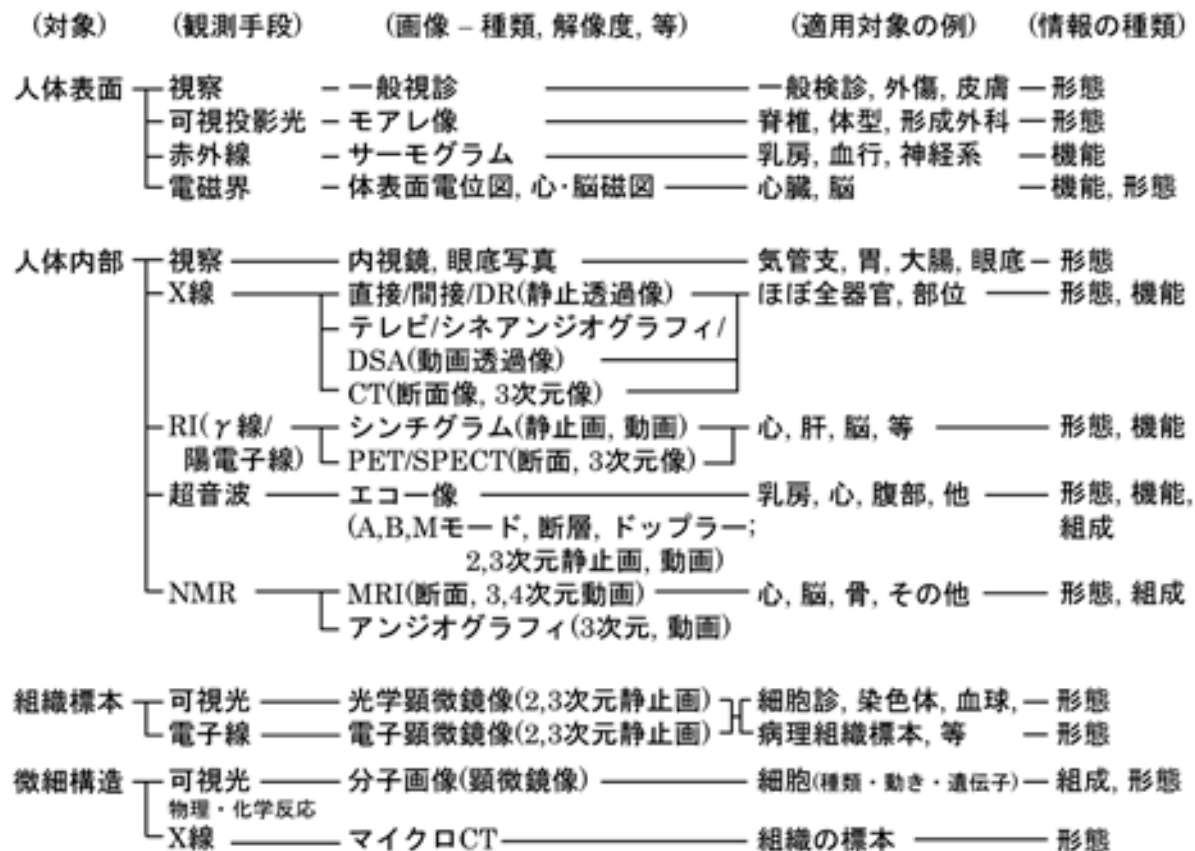 (対象) (観測手段) (画像 – 種類, 解像度, 等) (適用対象の例) (情報の種類)
人体表面 視察 一般視診 一般検診, 外傷, 皮膚 形態
可視投影光 モアレ像 脊椎, 体型, 形成外科 形態
赤外線 サーモグラム 乳房, 血行, 神経系 機能
電磁界 体表面電位図, 心・脳磁図 心臓, 脳 機能, 形態
人体内部 視察 内視鏡, 眼底写真 気管支, 胃, 大腸, 眼底 形態
X線 直接/間接/DR(静止透過像) ほぼ全器官, 部位 形態, 機能
テレビ/シネアンジオグラフィ/
DSA(動画透過像)
CT(断面像, 3次元像)
RI(γ線/ シンチグラム(静止画, 動画) 心, 肝, 脳, 等 形態, 機能
陽電子線) PET/SPECT(断面, 3次元像)
超音波 エコー像 乳房, 心, 腹部, 他 形態, 機能,
(A,B,Mモード, 断層, ドップラー; 組成
2,3次元静止画, 動画)
NMR MRI(断面, 3,4次元動画) 心, 脳, 骨, その他 形態, 組成
アンジオグラフィ(3次元, 動画)
組織標本 可視光 光学顕微鏡像(2,3次元静止画) 細胞診, 染色体, 血球, 形態
電子線 電子顕微鏡像(2,3次元静止画) 病理組織標本, 等 形態
微細構造 可視光 分子画像(顕微鏡像) 細胞(種類・動き・遺伝子) 組成, 形態
物理・化学反応
X線 マイクロCT 組織の標本 形態